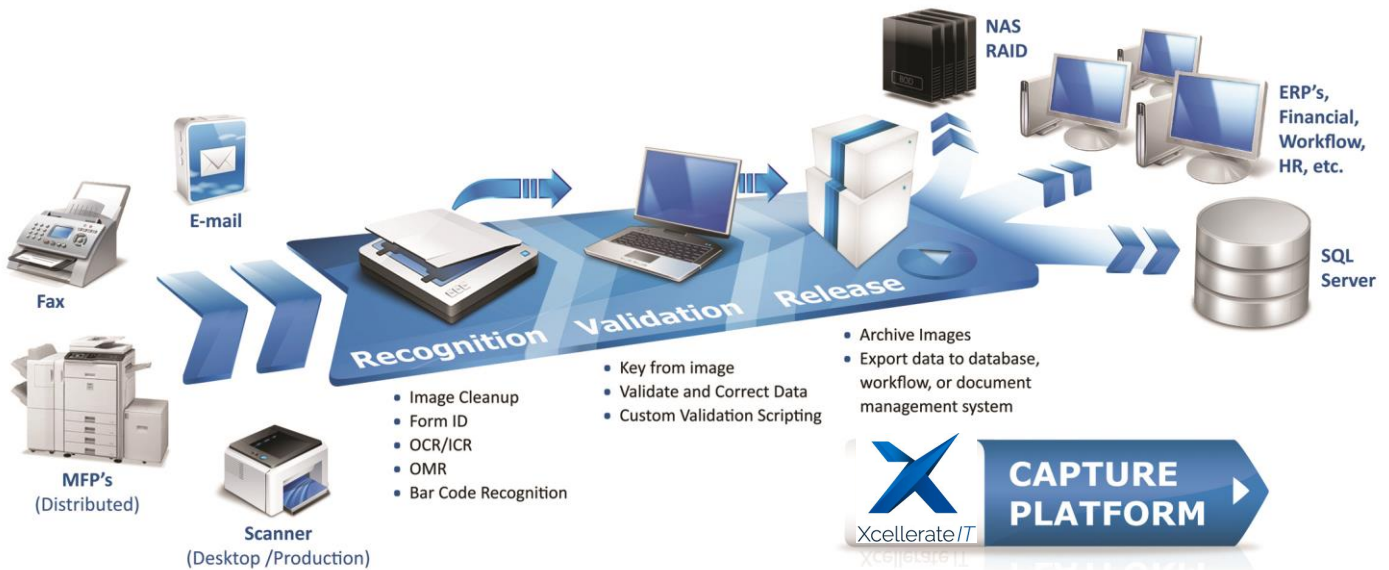 NAS
RAID
ERP's,
Financial,
Workflow,
HR, etc.
E-mail
Fax
SQL
Server
Recognition
Validation
Release
MFP's
(Distributed)
Scanner
(Desktop /Production)
• Image Cleanup
• Form ID
• OCR/ICR
• OMR
• Bar Code Recognition
• Key from image
• Validate and Correct Data
• Custom Validation Scripting
• Archive Images
• Export data to database,
workflow, or document
management system
Xcellerate IT
CAPTURE
PLATFORM